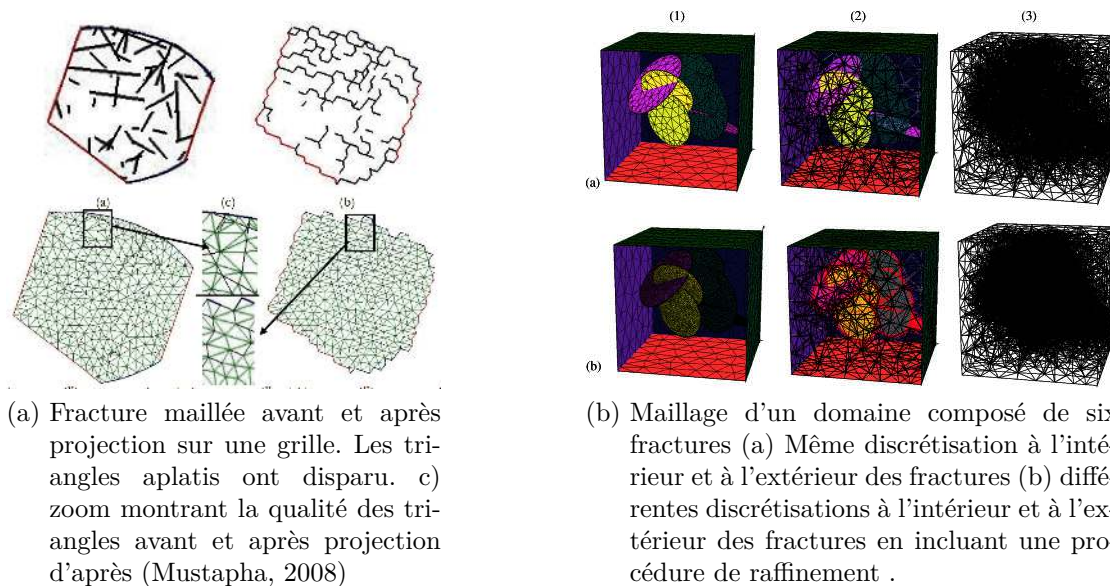 (1) (2) (3)
(a)
(a) (c) (b)
(b)
(a) Fracture maillée avant et après
projection sur une grille. Les tri-
angles aplatis ont disparu. c)
zoom montrant la qualité des tri-
angles avant et après projection
d'après (Mustapha, 2008)
(b) Maillage d'un domaine composé de six
fractures (a) Même discrétisation à l'inté-
rieur et à l'extérieur des fractures (b) diffé-
rentes discrétisations à l'intérieur et à l'ex-
térieur des fractures en incluant une pro-
cédure de raffinement .